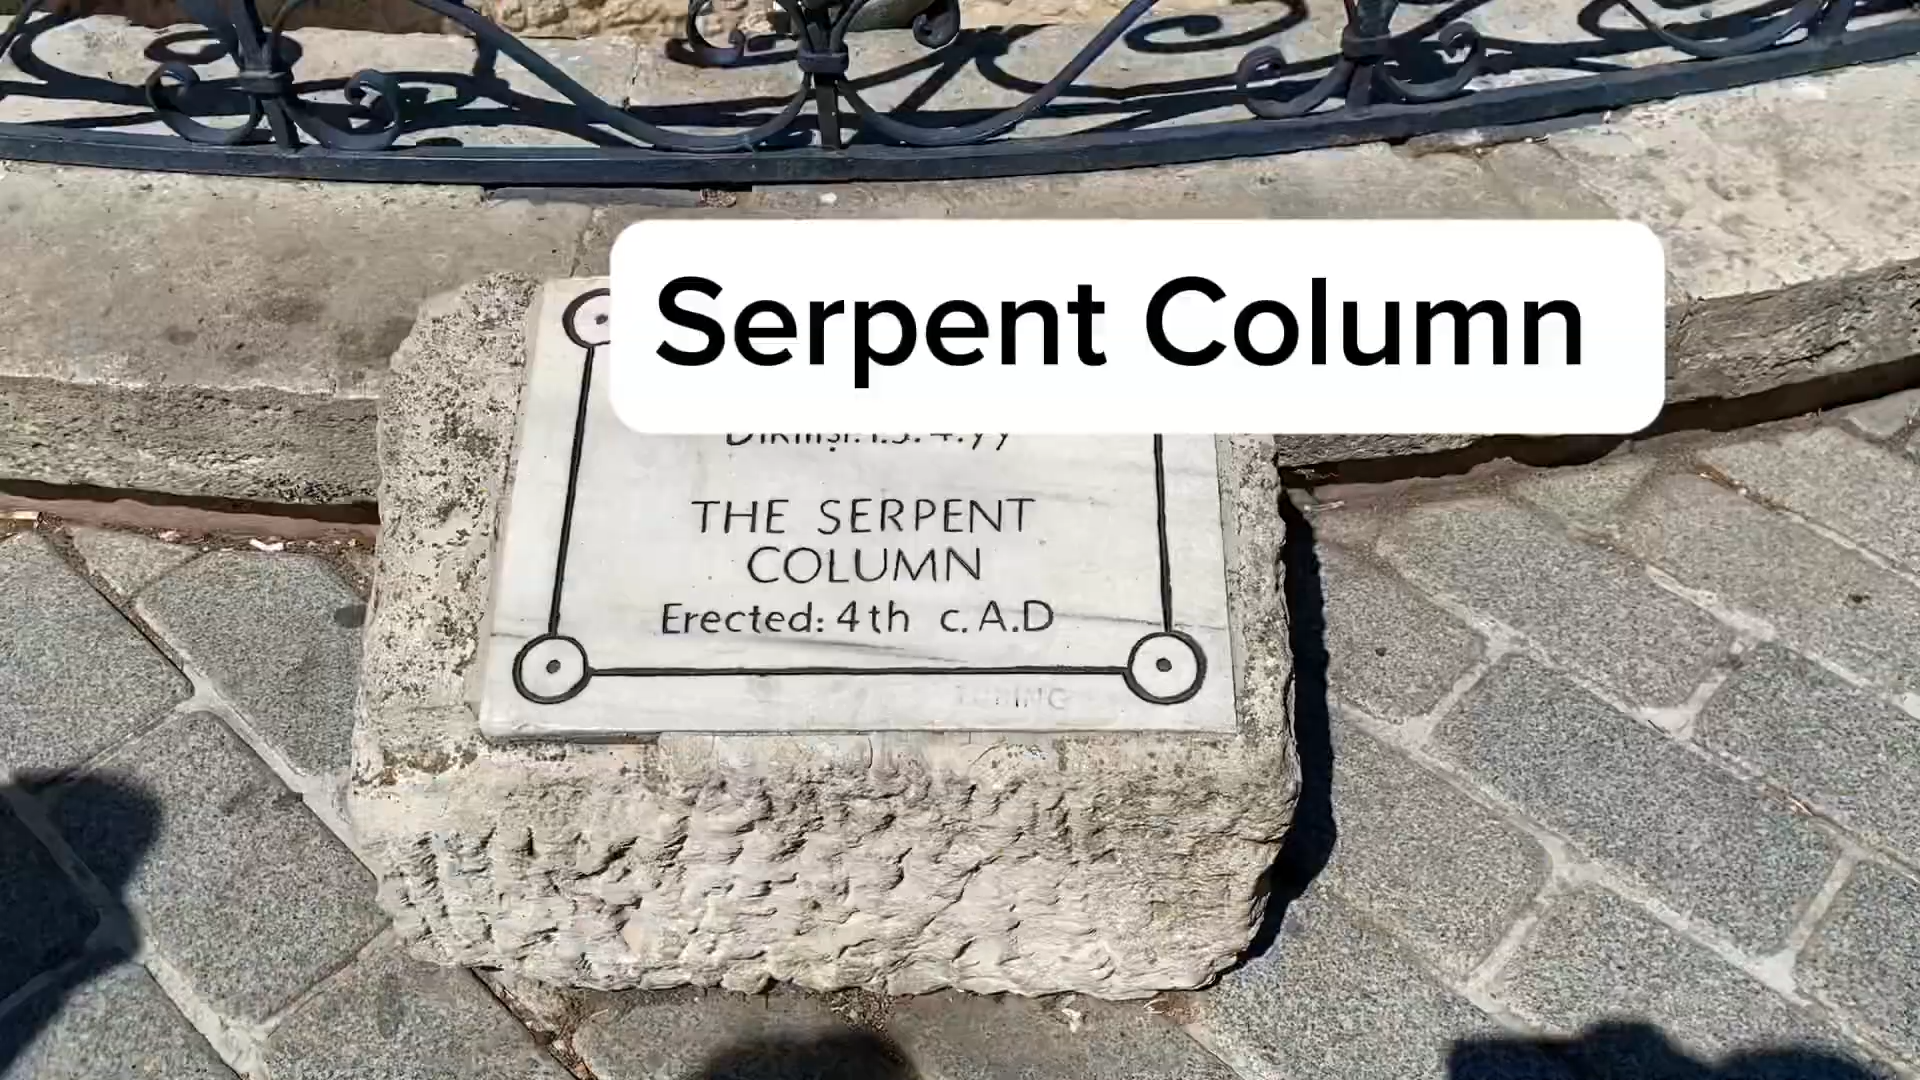 Serpent Column
THE SERPENT
COLUMN
Erected: 4th c. A.D